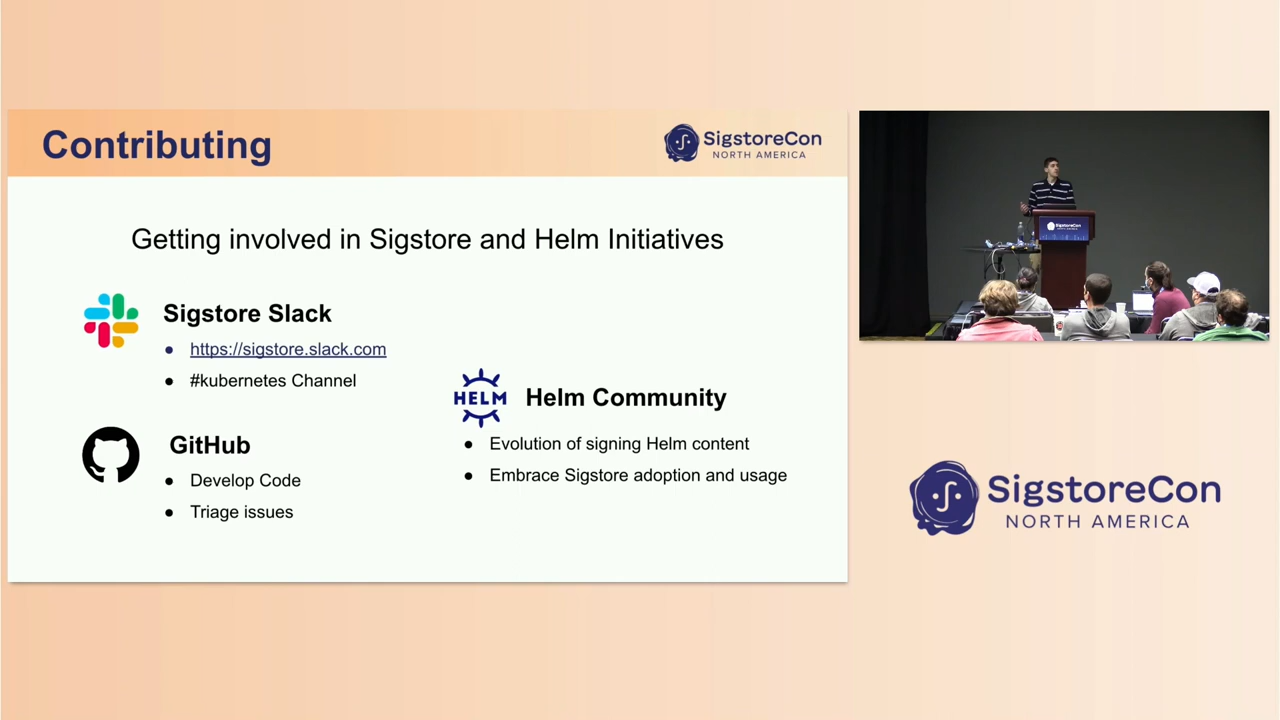 Contributing
SigstoreCon
NORTH AMERICA
Getting involved in Sigstore and Helm Initiatives
Sigstore Slack
● https://sigstore.slack.com
● #kubernetes Channel
GitHub
● Develop Code
● Triage issues
HELM
Helm Community
● Evolution of signing Helm content
● Embrace Sigstore adoption and usage
SigstoreCon
SigstoreCon
NORTH AMERICA